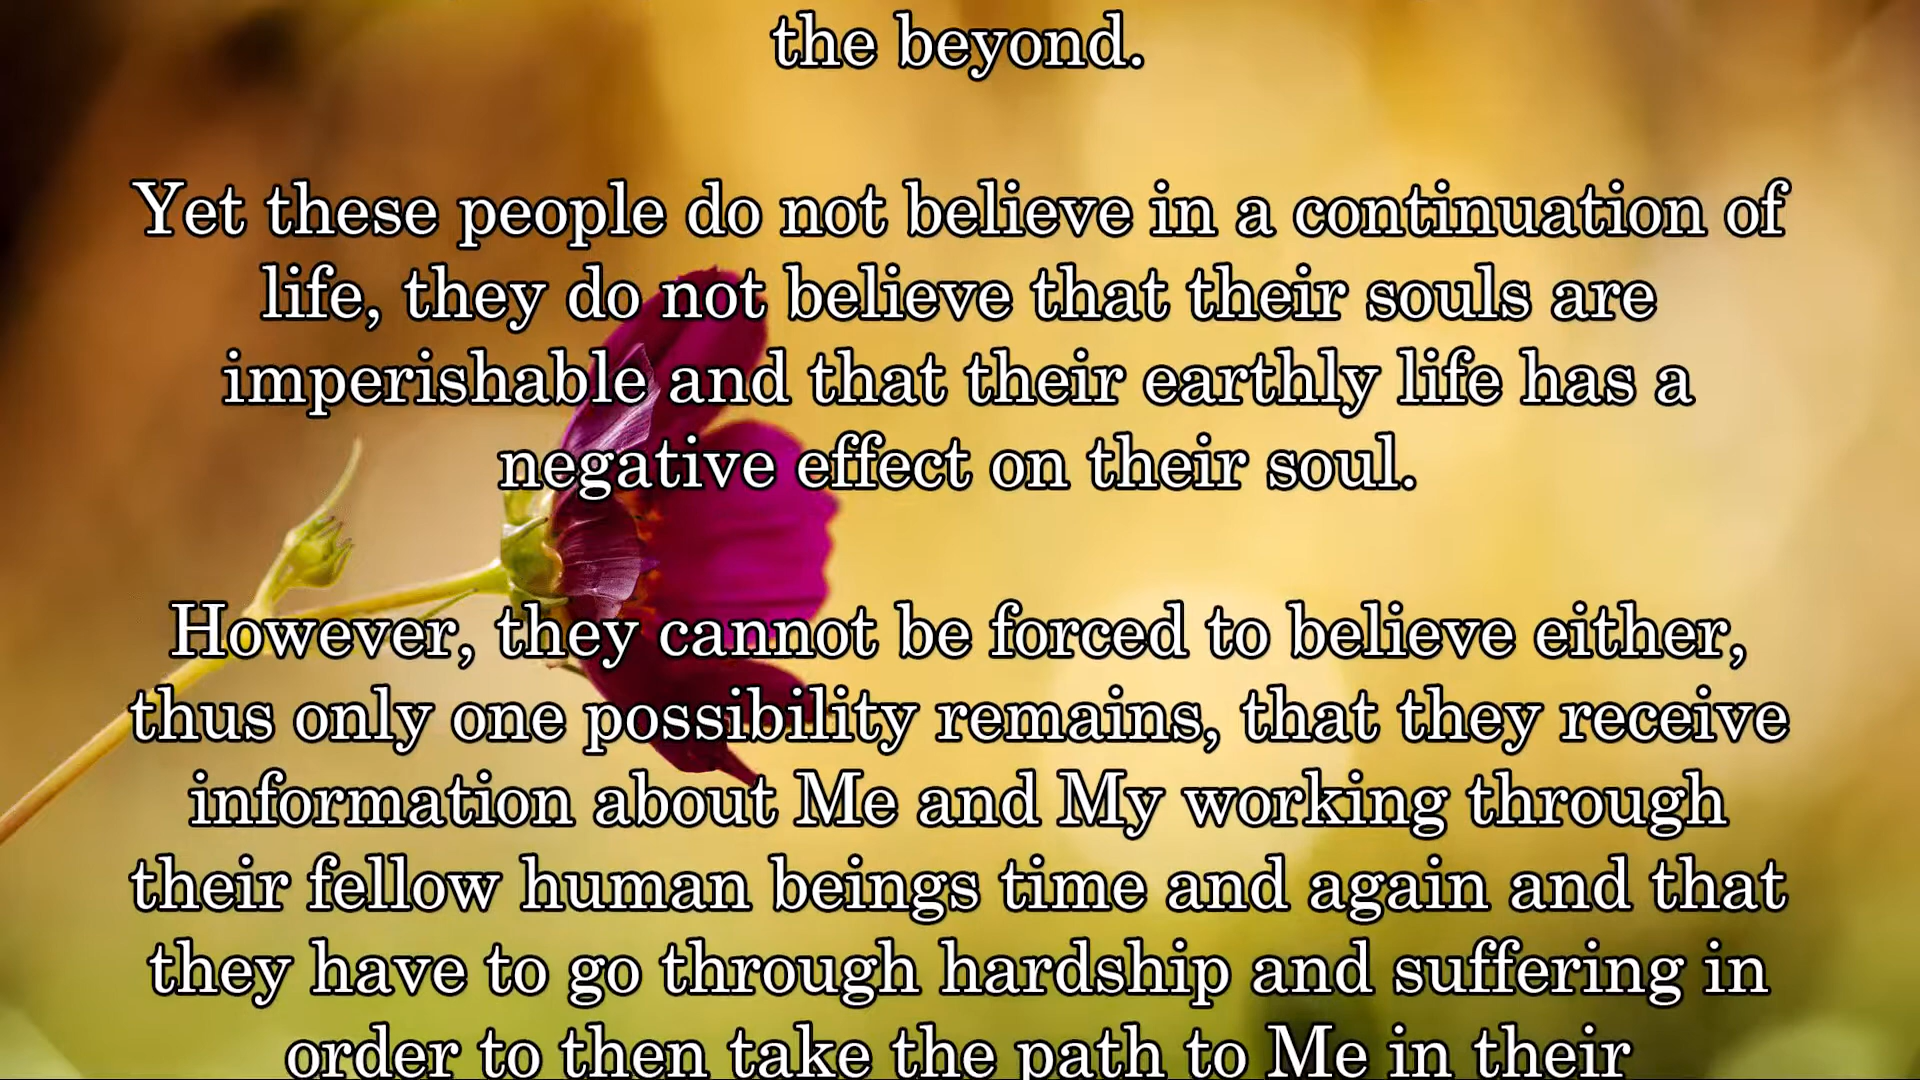 the beyond.
Yet these people do not believe in a continuation of
life, they do not believe that their souls are
imperishable and that their earthly life has a
negative effect on their soul.
However, they cannot be forced to believe either,
thus only one possibility remains, that they receive
information about Me and My working through
their fellow human beings time and again and that
they have to go through hardship and suffering in
order to then take the path to Me in their